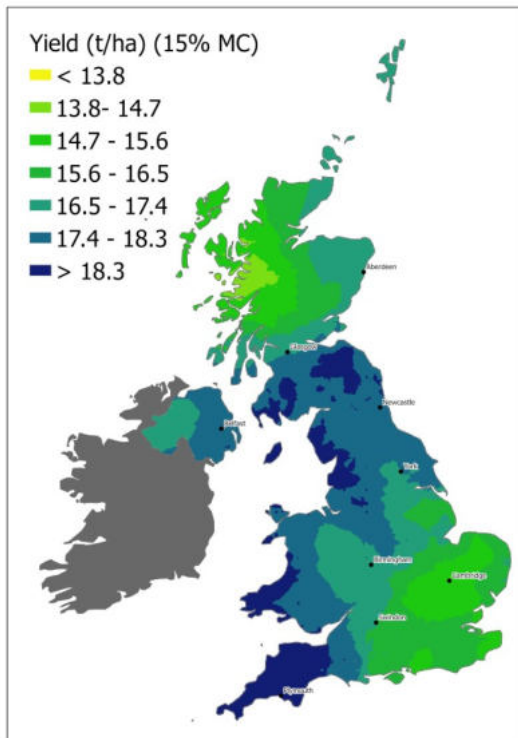 Yield (t/ha) (15% MC)
< 13.8
13.8- 14.7
14.7 - 15.6
15.6 - 16.5
16.5 - 17.4
17.4 - 18.3
> 18.3
Aberdeen
Glasgow
Newcastle
Belfast
York
Birmingham
Cambridge
Swindon
Plymouth